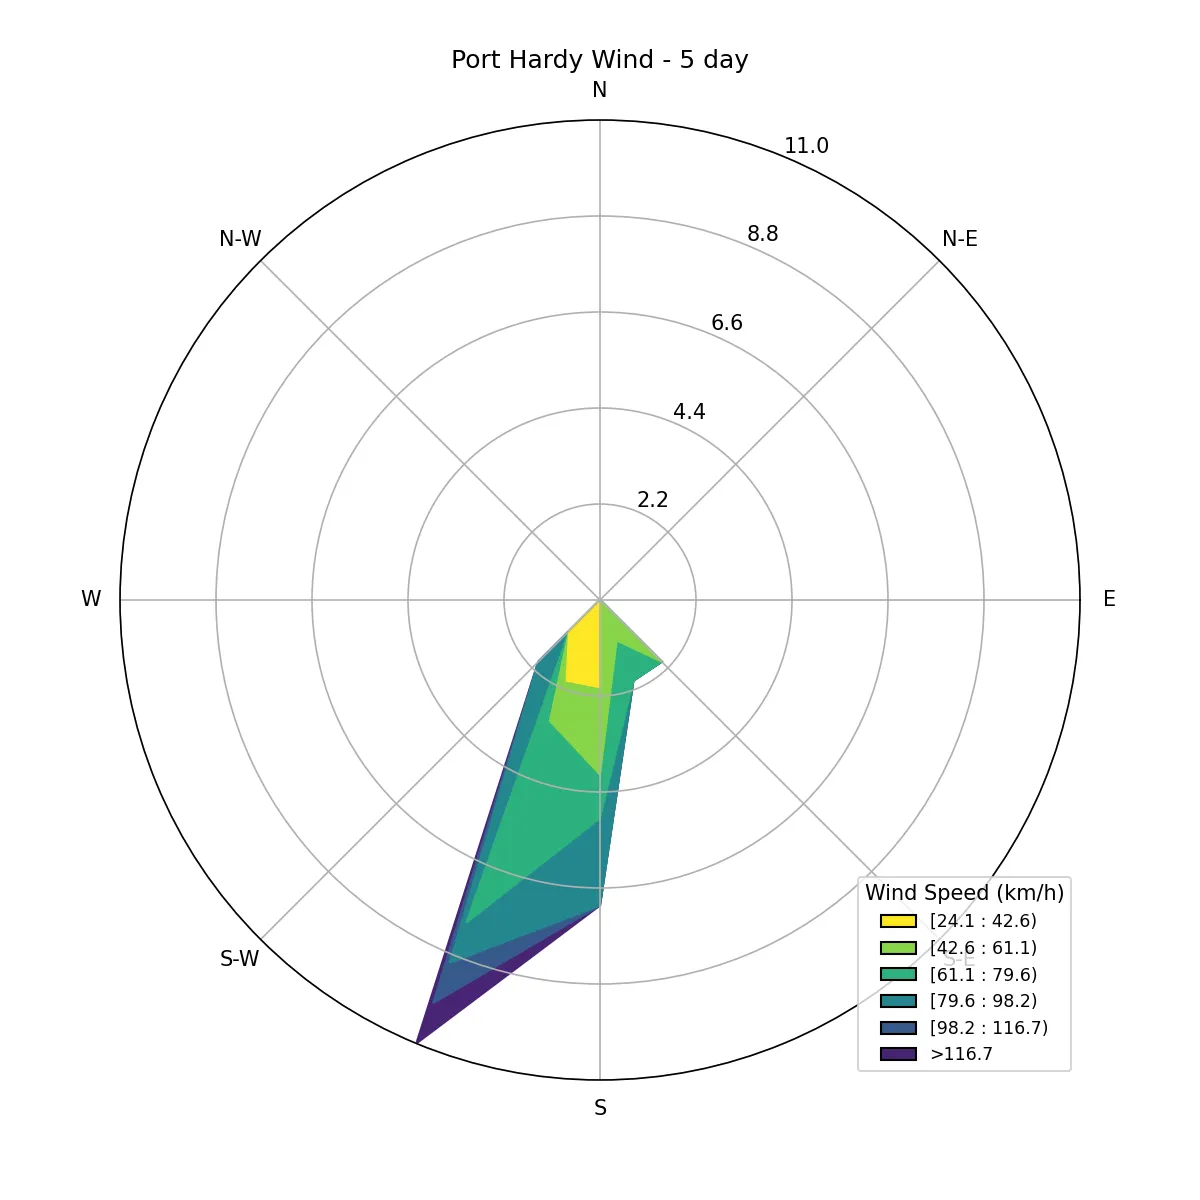 Port Hardy Wind - 5 day
N
11.0
N-W
8.8
N-E
6.6
4.4
2.2
W
E
S-W
S-E
Wind Speed (km/h)
[24.1 : 42.6)
[42.6 : 61.1)
[61.1 : 79.6)
[79.6 : 98.2)
[98.2 : 116.7)
>116.7
S